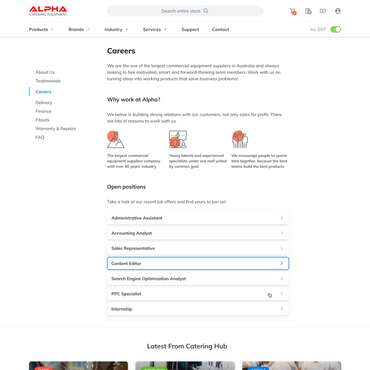 ALPHA
CATERING EQUIPMENT
Search entire store
Products
Brands
Industry
Services
Support
Contact
Inc. GST
Careers
We are one of the largest commercial equipment suppliers in Australia and always
looking to hire motivated, smart and forward-thinking team members. Work with us on
turning ideas into working products that solve business problems!
About Us
Testimonials
Careers
Delivery
Finance
Fitouts
Warranty & Repairs
FAQ
Why work at Alpha?
We belive in building strong relations with our customers, not only sales for profit. There
are lots of reasons to work with us.
The largest commercial
equipment suppliers company
with over 60 years' industry
Young talents and experienced
specialists under one roof united
by common goal
We encourage people to spend
time together, because the best
teams build the best products
Open positions
Take a look at our recent job offers and find yours to join us!
Administrative Assistant
Accounting Analyst
Sales Representative
Content Editor
Search Engine Optimization Analyst
PPC Specialist
Internship
Latest From Catering Hub